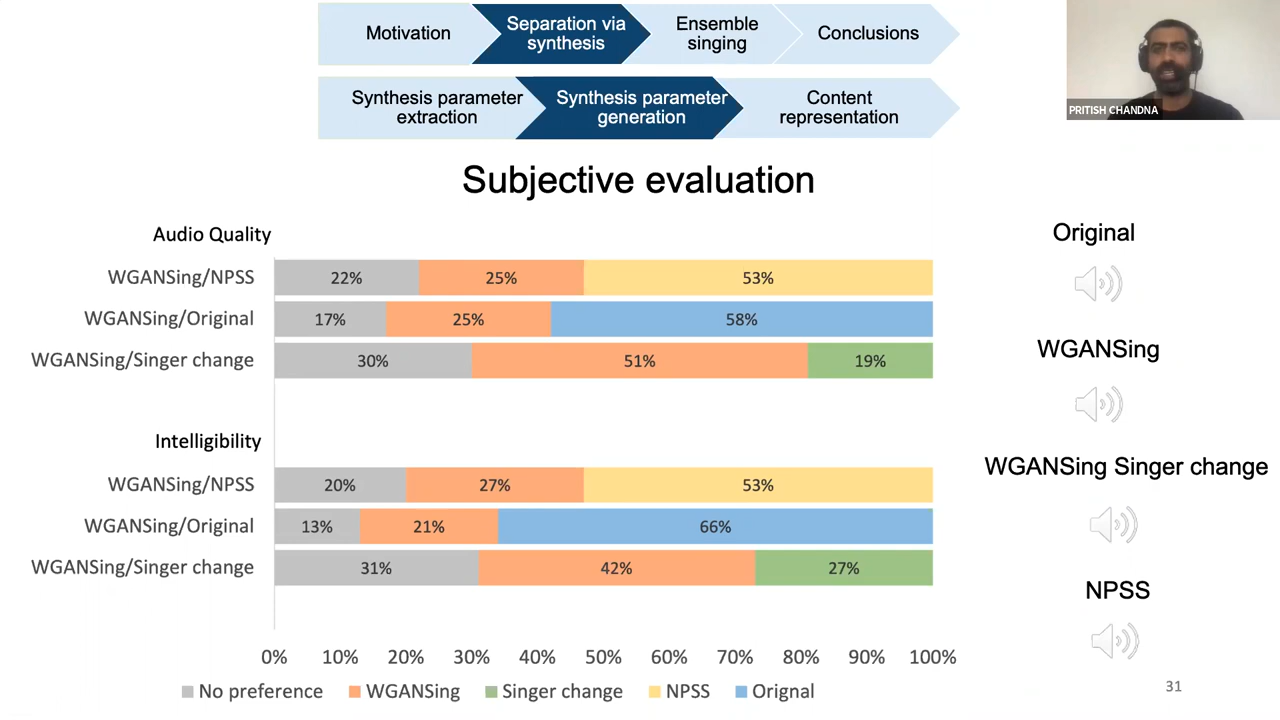 Motivation
Separation via
synthesis
Ensemble
singing
Conclusions
Synthesis parameter
extraction
Synthesis parameter
generation
Content
representation
PRITISH CHANDNA
Subjective evaluation
Audio Quality
WGANSing/NPSS
22%
25%
53%
WGANSing/Original
17%
25%
58%
WGANSing/Singer change
30%
51%
19%
Intelligibility
WGANSing/NPSS
20%
27%
53%
WGANSing/Original
13%
21%
66%
WGANSing/Singer change
31%
42%
27%
0%
10%
20%
30%
40%
50%
60%
70%
80%
90%
100%
No preference
WGANSing
Singer change
NPSS
Orignal
Original
WGANSing
WGANSing Singer change
NPSS
31